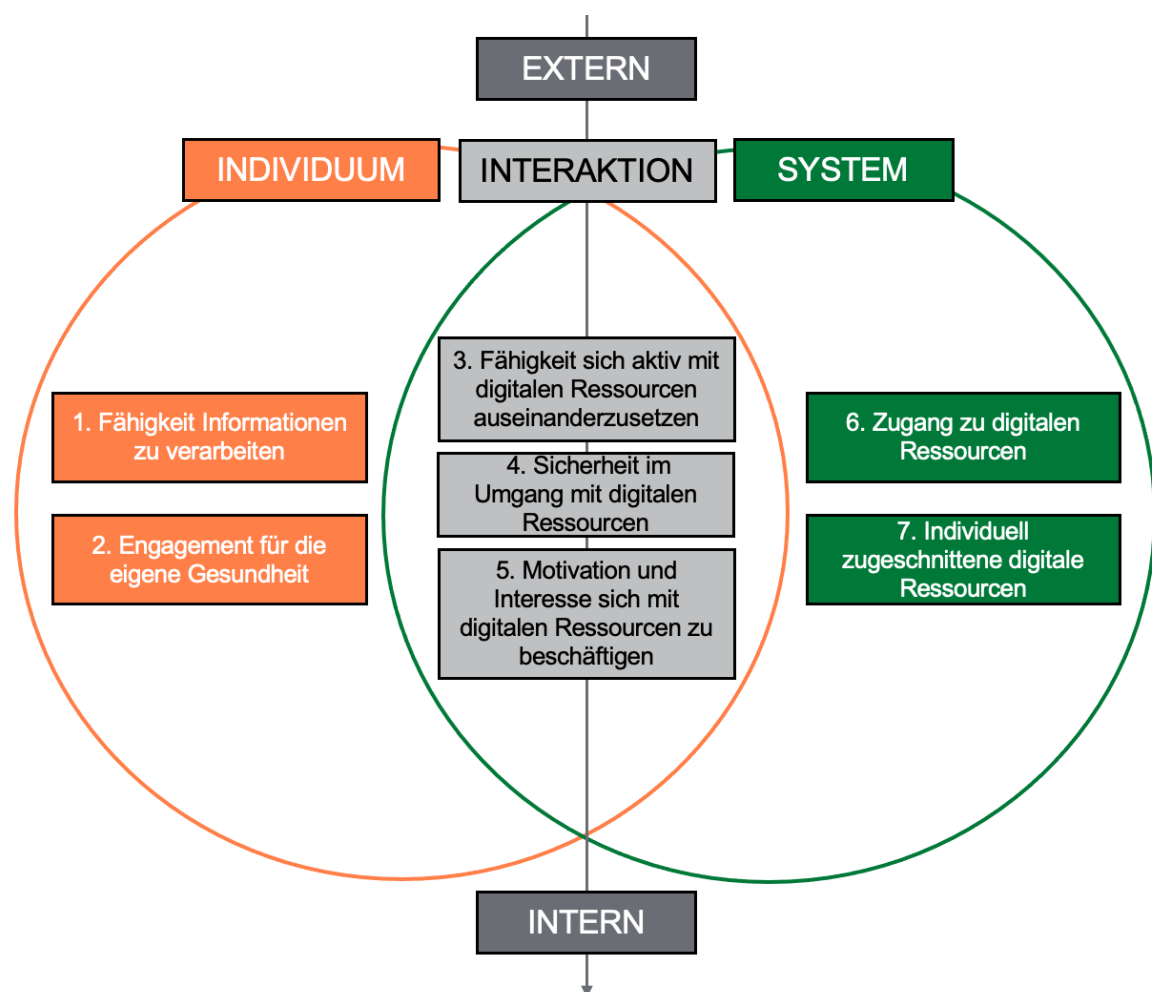 EXTERN
INDIVIDUUM
INTERAKTION
SYSTEM
1. Fähigkeit Informationen
zu verarbeiten
2. Engagement für die
eigene Gesundheit
3. Fähigkeit sich aktiv mit
digitalen Ressourcen
auseinanderzusetzen
4. Sicherheit im
Umgang mit digitalen
Ressourcen
5. Motivation und
Interesse sich mit
digitalen Ressourcen zu
beschäftigen
6. Zugang zu digitalen
Ressourcen
7. Individuell
zugeschnittene digitale
Ressourcen
INTERN